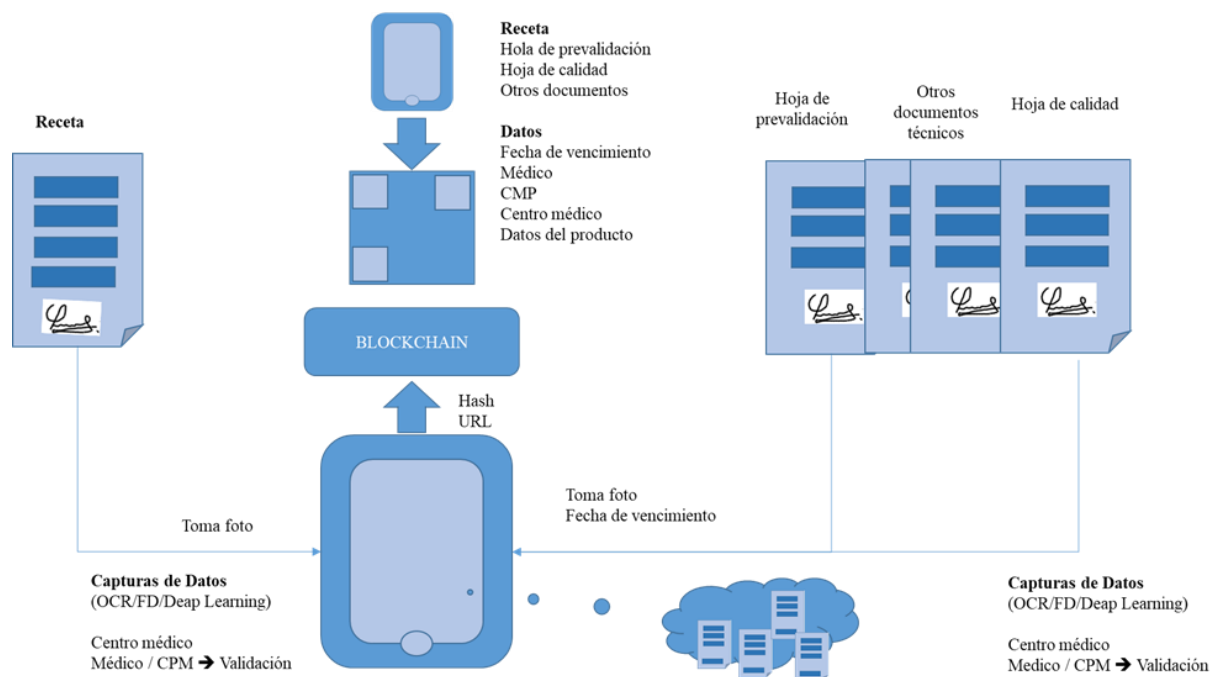 Receta
Receta
Hola de prevalidación
Hoja de calidad
Otros documentos
Datos
Fecha de vencimiento
Médico
CMP
Centro médico
Datos del producto
Hoja de
prevalidación
Otros
documentos
técnicos
Hoja de calidad
BLOCKCHAIN
Hash
URL
Toma foto
Toma foto
Fecha de vencimiento
Capturas de Datos
(OCR/FD/Deap Learning)
Centro médico
Médico / CPM ➔ Validación
Capturas de Datos
(OCR/FD/Deap Learning)
Centro médico
Medico / CPM ➔ Validación